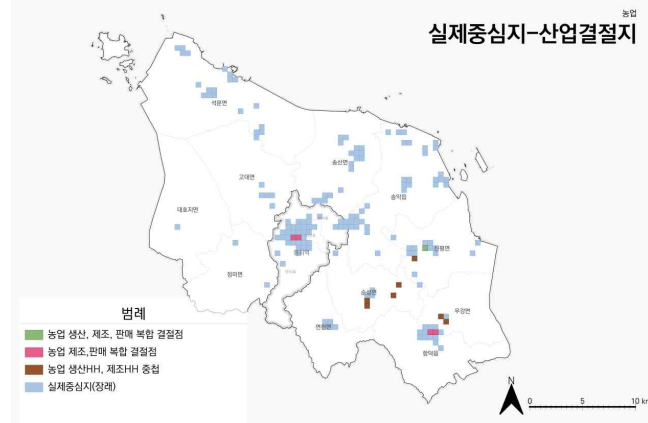 농업
실제중심지-산업결절지
석문면
송산면
고대면
송악읍
대호지면
신평면
정미면
순성면
우강면
면천면
합덕읍
범례
농업 생산, 제조, 판매 복합 결절점
농업 제조,판매 복합 결절점
농업 생산HH, 제조HH 중첩
실제중심지(장래)
N
0 5 10 km